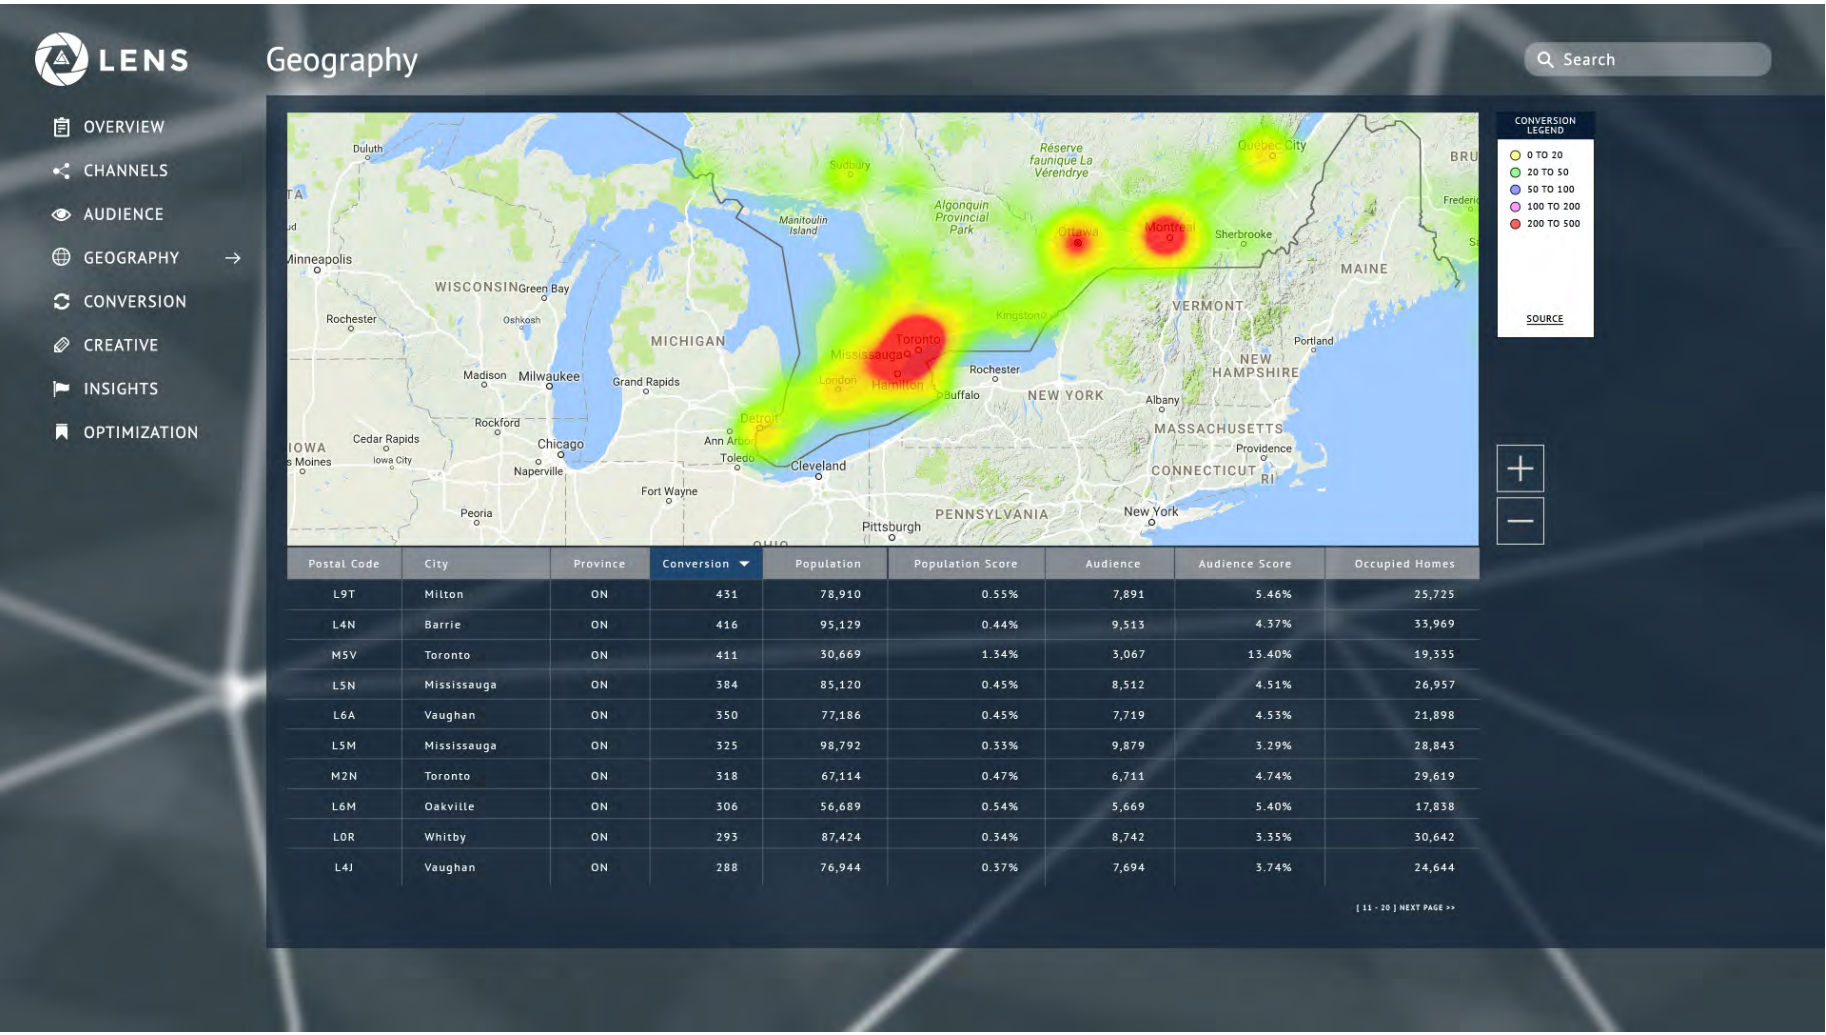 LENS
Geography
Search
OVERVIEW
CHANNELS
AUDIENCE
GEOGRAPHY
CONVERSION
CREATIVE
INSIGHTS
OPTIMIZATION
CONVERSION
LEGEND
0 TO 20
20 TO 50
50 TO 100
100 TO 200
200 TO 500
SOURCE
Duluth
Sudbury
Réserve
faunique La
Vérendrye
Québec City
BRU
TA
Algonquin
Provincial
Park
Frederic
Manitoulin
Island
Ottawa
Montreal
Sherbrooke
Minneapolis
MAINE
WISCONSIN
Green Bay
VERMONT
Rochester
Oshkosh
Kingston
MICHIGAN
Toronto
Portland
Mississauga
NEW
HAMPSHIRE
Madison
Milwaukee
Grand Rapids
London
Hamilton
Rochester
Buffalo
NEW YORK
Albany
Rockford
Detroit
MASSACHUSETTS
IOWA
Cedar Rapids
Chicago
Ann Arbor
Providence
s Moines
Iowa City
Naperville
Toledo
Cleveland
CONNECTICUT
RI
Fort Wayne
Peoria
PENNSYLVANIA
New York
Pittsburgh
OHIO
Postal Code City Province Conversion Population Population Score Audience Audience Score Occupied Homes
L9T Milton ON 431 78,910 0.55% 7,891 5.46% 25,725
L4N Barrie ON 416 95,129 0.44% 9,513 4.37% 33,969
M5V Toronto ON 411 30,669 1.34% 3,067 13.40% 19,335
L5N Mississauga ON 384 85,120 0.45% 8,512 4.51% 26,957
L6A Vaughan ON 350 77,186 0.45% 7,719 4.53% 21,898
L5M Mississauga ON 325 98,792 0.33% 9,879 3.29% 28,843
M2N Toronto ON 318 67,114 0.47% 6,711 4.74% 29,619
L6M Oakville ON 306 56,689 0.54% 5,669 5.40% 17,838
L0R Whitby ON 293 87,424 0.34% 8,742 3.35% 30,642
L4J Vaughan ON 288 76,944 0.37% 7,694 3.74% 24,644
[ 11 - 20 ] NEXT PAGE >>